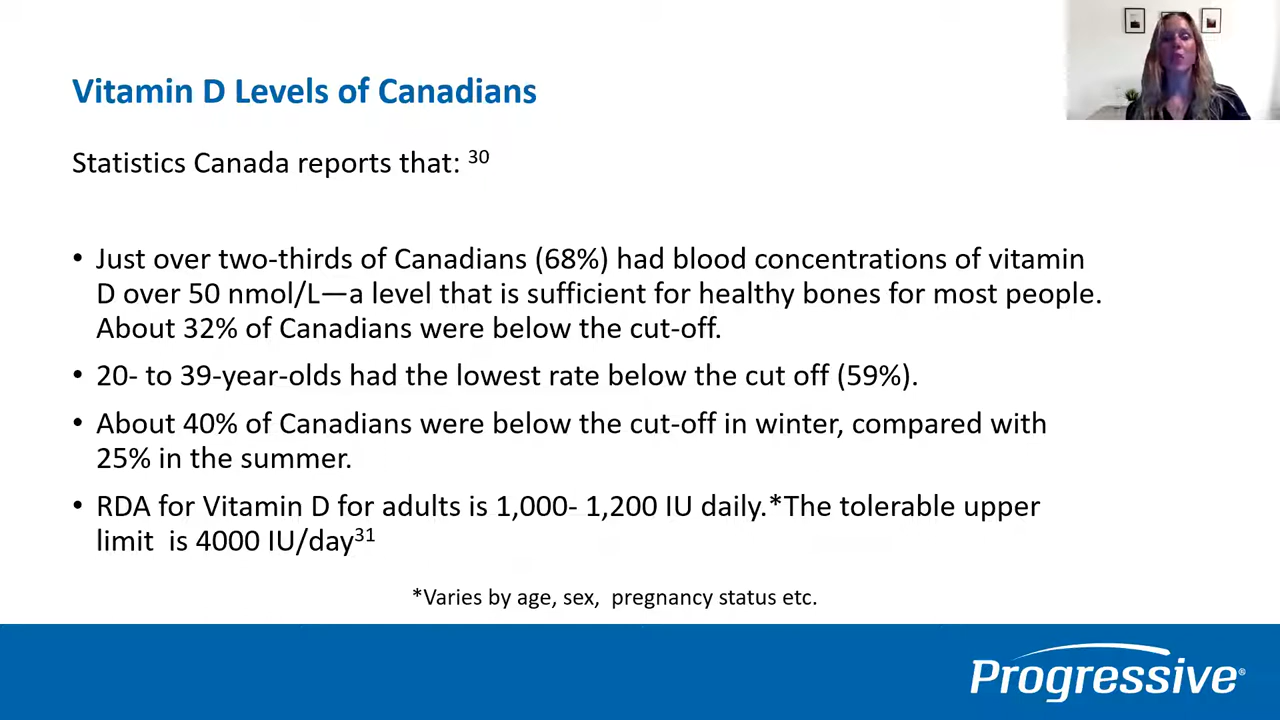 Vitamin D Levels of Canadians
Statistics Canada reports that: 30
• Just over two-thirds of Canadians (68%) had blood concentrations of vitamin
D over 50 nmol/L—a level that is sufficient for healthy bones for most people.
About 32% of Canadians were below the cut-off.
• 20- to 39-year-olds had the lowest rate below the cut off (59%).
• About 40% of Canadians were below the cut-off in winter, compared with
25% in the summer.
• RDA for Vitamin D for adults is 1,000- 1,200 IU daily.*The tolerable upper
limit is 4000 IU/day31
*Varies by age, sex, pregnancy status etc.
Progressive®